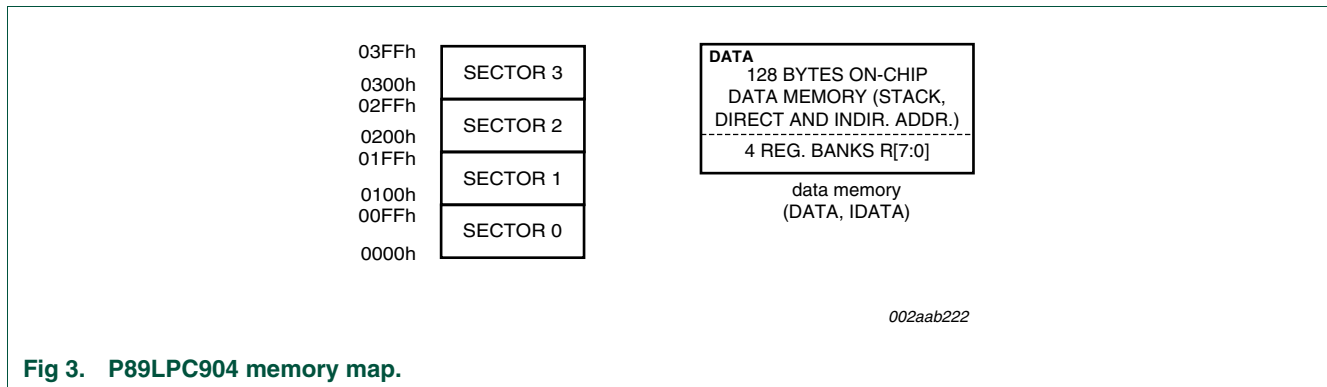 03FFh
SECTOR 3
0300h
02FFh
SECTOR 2
0200h
01FFh
SECTOR 1
0100h
00FFh
SECTOR 0
0000h
DATA
128 BYTES ON-CHIP
DATA MEMORY (STACK,
DIRECT AND INDIR. ADDR.)
4 REG. BANKS R[7:0]
data memory
(DATA, IDATA)
002aab222
Fig 3. P89LPC904 memory map.